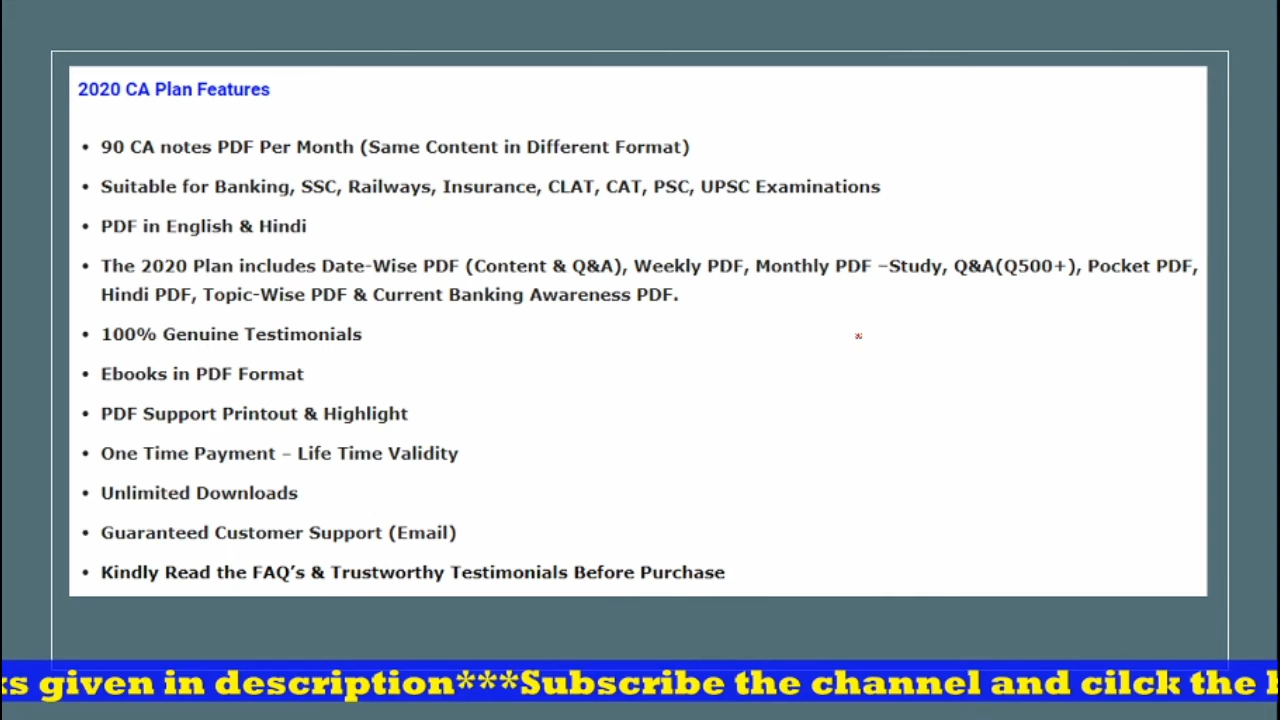 2020 CA Plan Features
• 90 CA notes PDF Per Month (Same Content in Different Format)
• Suitable for Banking, SSC, Railways, Insurance, CLAT, CAT, PSC, UPSC Examinations
• PDF in English & Hindi
• The 2020 Plan includes Date-Wise PDF (Content & Q&A), Weekly PDF, Monthly PDF –Study, Q&A(Q500+), Pocket PDF,
Hindi PDF, Topic-Wise PDF & Current Banking Awareness PDF.
• 100% Genuine Testimonials
• Ebooks in PDF Format
• PDF Support Printout & Highlight
• One Time Payment – Life Time Validity
• Unlimited Downloads
• Guaranteed Customer Support (Email)
• Kindly Read the FAQ’s & Trustworthy Testimonials Before Purchase
given in description***Subscribe the channel and cilck the